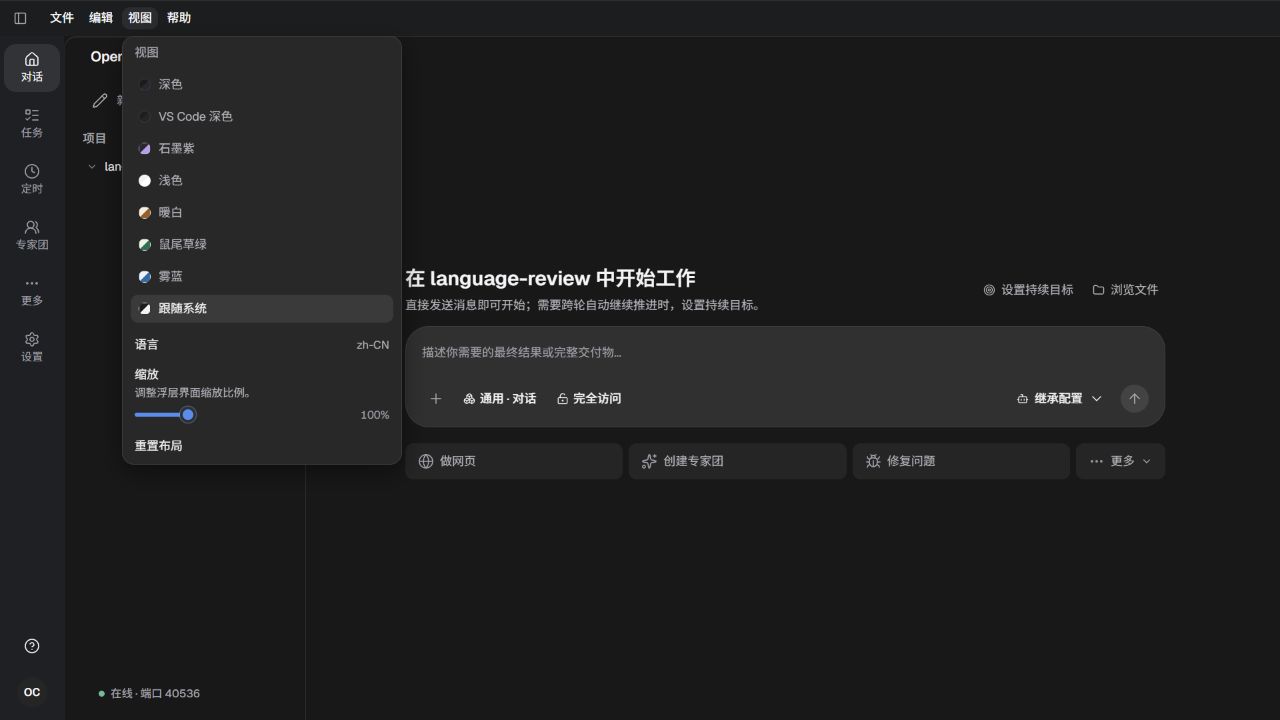 文件 编辑 视图 帮助
对话
任务
定时
专家团
更多
设置
OC
项目
视图
深色
VS Code 深色
石墨紫
浅色
暖白
鼠尾草绿
雾蓝
跟随系统
语言 zh-CN
缩放
调整浮层界面缩放比例。
100%
重置布局
在线 · 端口 40536
在 language-review 中开始工作
直接发送消息即可开始；需要跨轮自动继续推进时，设置持续目标。
设置持续目标 浏览文件
描述你需要的最终结果或完整交付物...
通用 · 对话 完全访问 继承配置
做网页 创建专家团 修复问题 更多